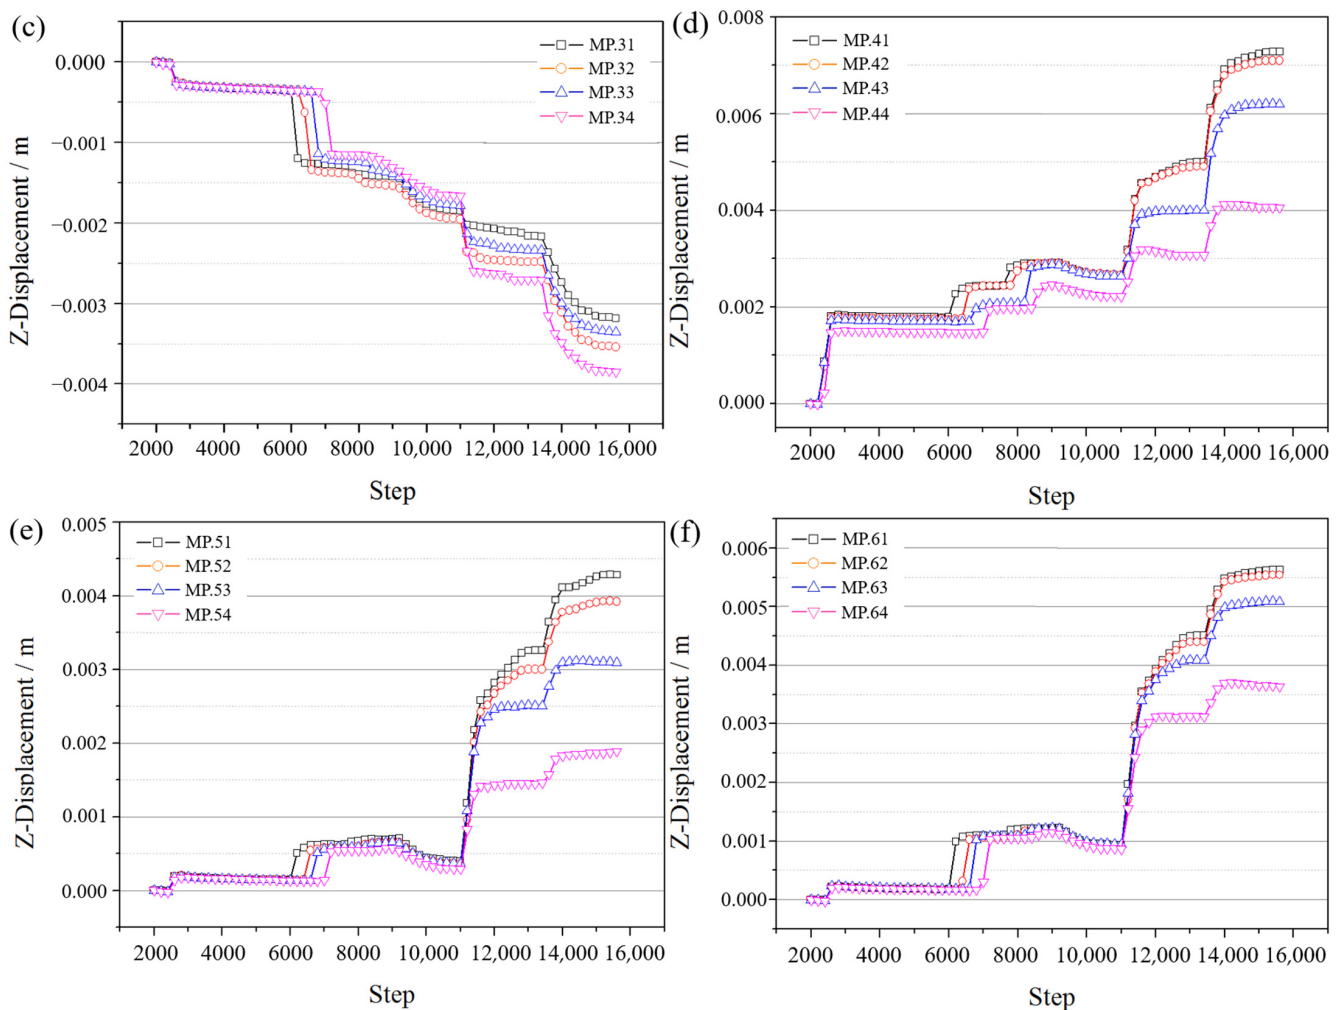 (c)
MP.31
MP.32
MP.33
MP.34
0.000
−0.001
−0.002
−0.003
−0.004
Z-Displacement / m
2000 4000 6000 8000 10,000 12,000 14,000 16,000
Step
(d)
MP.41
MP.42
MP.43
MP.44
0.008
0.006
0.004
0.002
0.000
Z-Displacement / m
2000 4000 6000 8000 10,000 12,000 14,000 16,000
Step
(e)
MP.51
MP.52
MP.53
MP.54
0.005
0.004
0.003
0.002
0.001
0.000
Z-Displacement / m
2000 4000 6000 8000 10,000 12,000 14,000 16,000
Step
(f)
MP.61
MP.62
MP.63
MP.64
0.006
0.005
0.004
0.003
0.002
0.001
0.000
Z-Displacement / m
2000 4000 6000 8000 10,000 12,000 14,000 16,000
Step